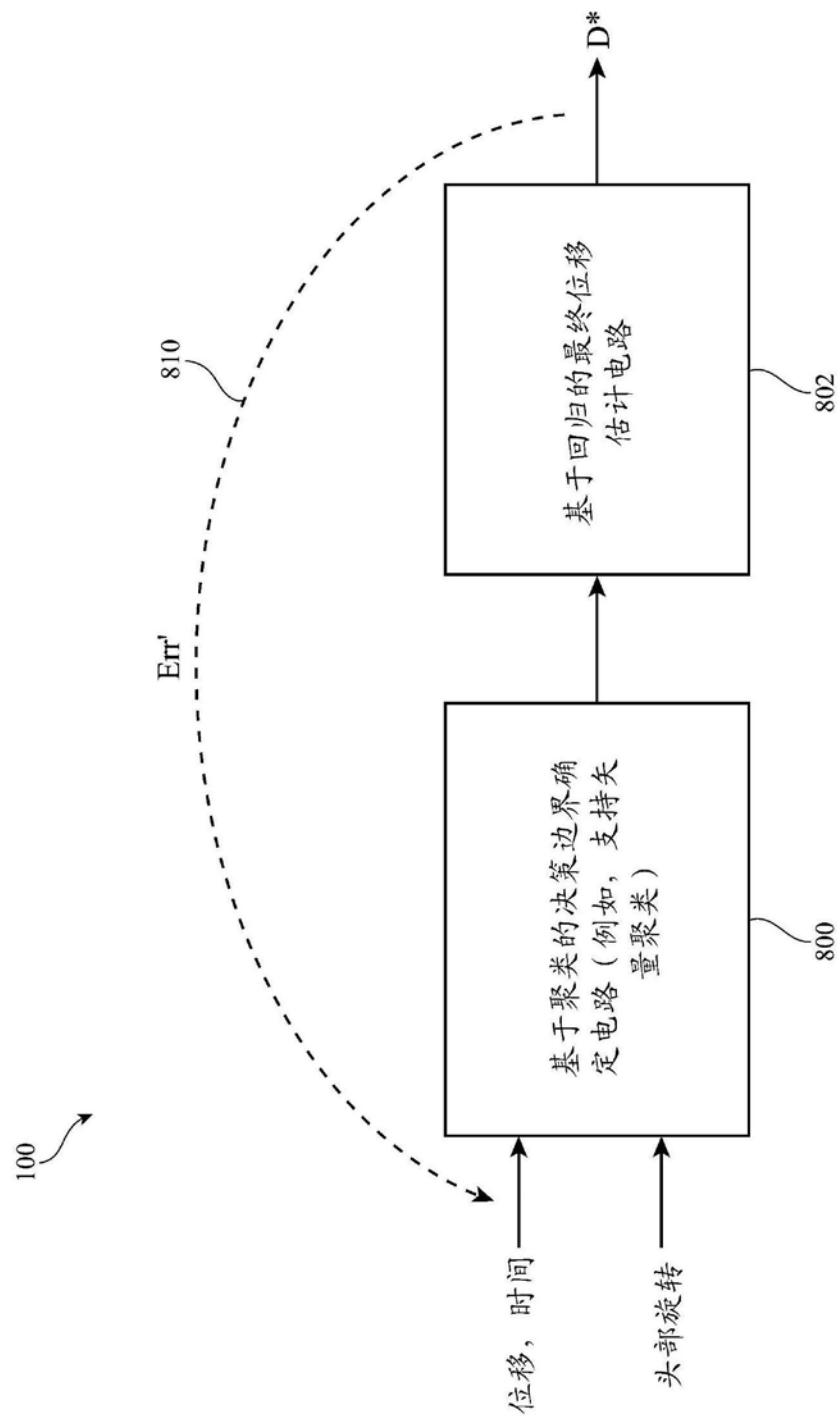 100
Err'
810
位移，时间
头部旋转
基于聚类的决策边界确
定电路（例如，支持矢
量聚类）
800
基于回归的最终位移
估计电路
802
D*